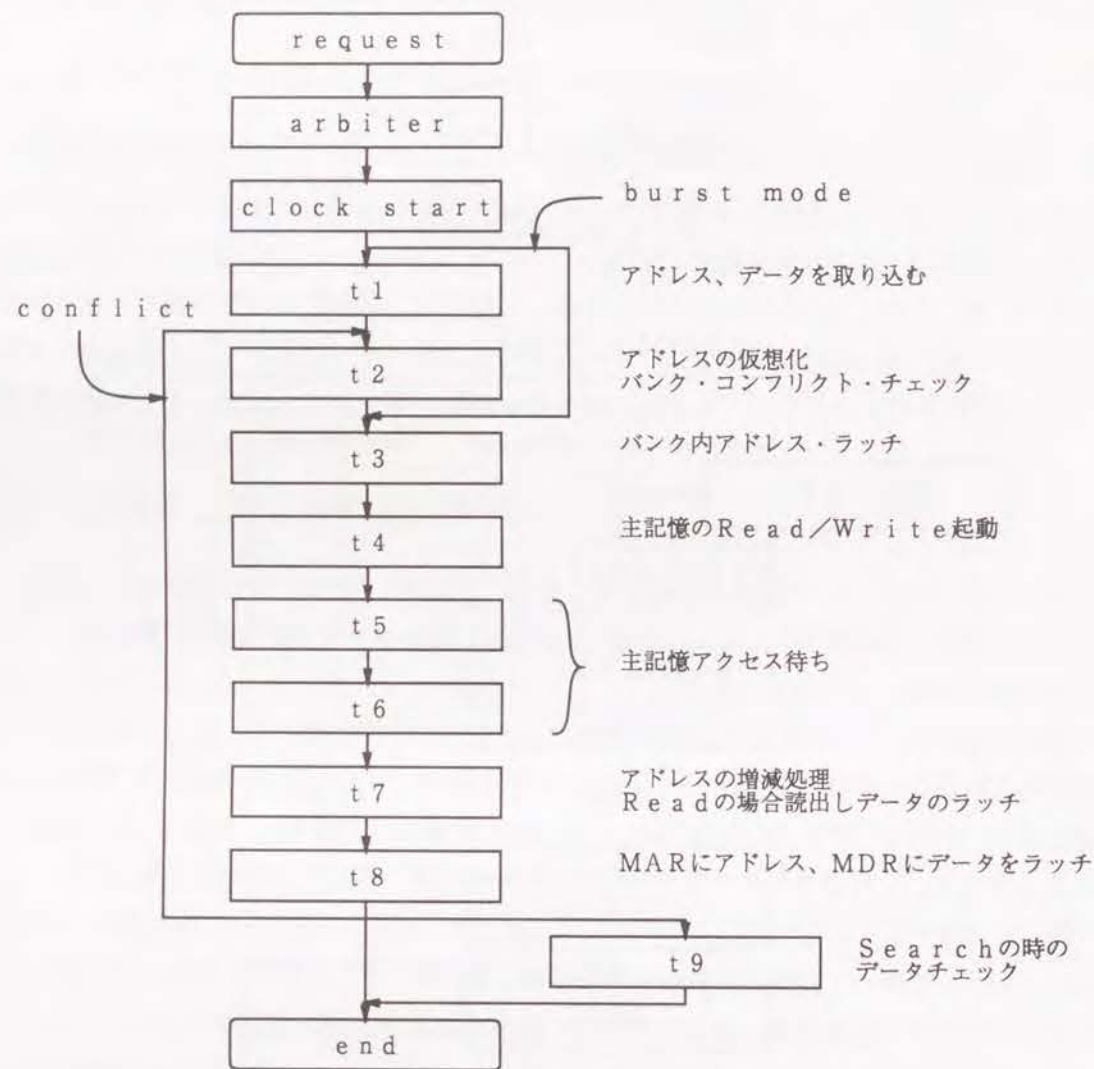 request
arbiter
clock start
burst mode
t1
アドレス、データを取り込む
conflict
t2
アドレスの仮想化
バンク・コンフリクト・チェック
t3
バンク内アドレス・ラッチ
t4
主記憶のRead/Write起動
t5
主記憶アクセス待ち
t6
t7
アドレスの増減処理
Readの場合読出しデータのラッチ
t8
MARにアドレス、MDRにデータをラッチ
t9
Searchの時の
データチェック
end